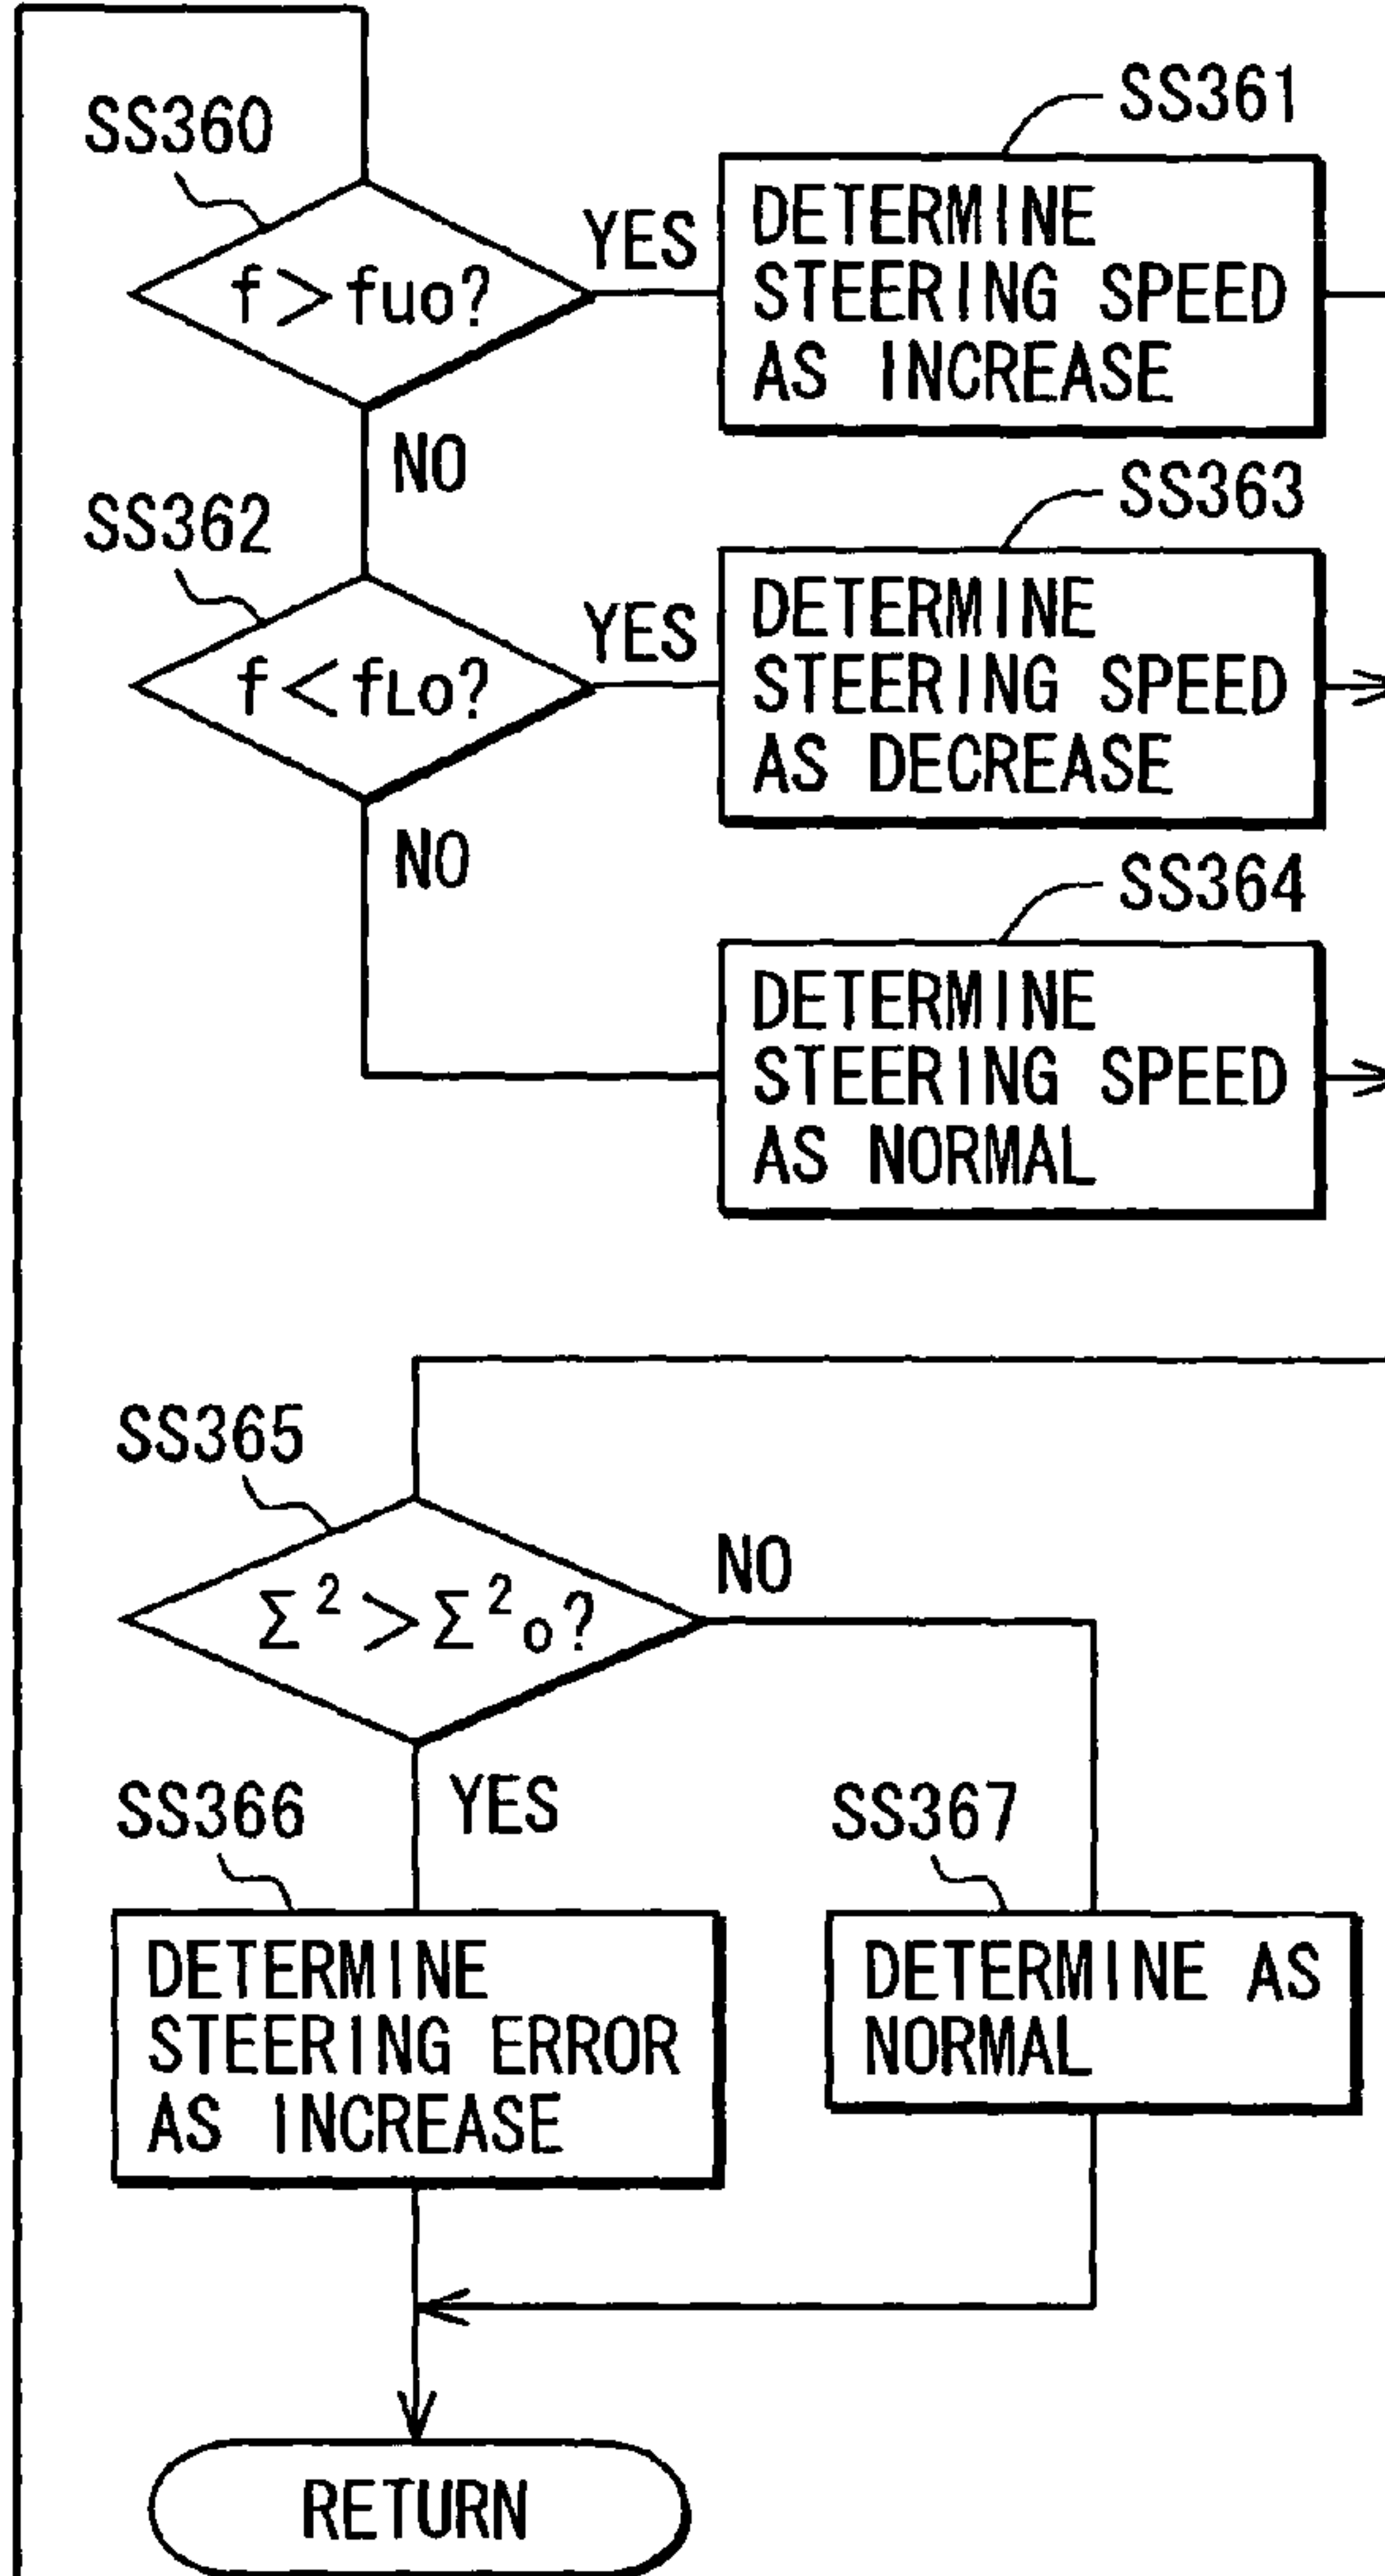 SS360
f>fuo?
YES
NO
SS361
DETERMINE
STEERING SPEED
AS INCREASE
SS362
f<fLo?
YES
NO
SS363
DETERMINE
STEERING SPEED
AS DECREASE
SS364
DETERMINE
STEERING SPEED
AS NORMAL
SS365
Σ²>Σ²o?
NO
YES
SS366
DETERMINE
STEERING ERROR
AS INCREASE
SS367
DETERMINE AS
NORMAL
RETURN